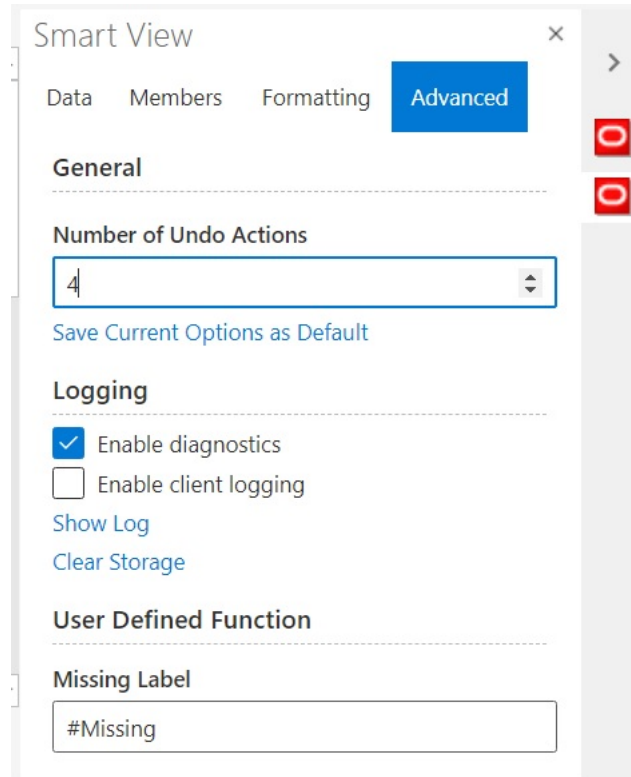 Smart View
Data Members Formatting Advanced
General
Number of Undo Actions
4
Save Current Options as Default
Logging
Enable diagnostics
Enable client logging
Show Log
Clear Storage
User Defined Function
Missing Label
#Missing